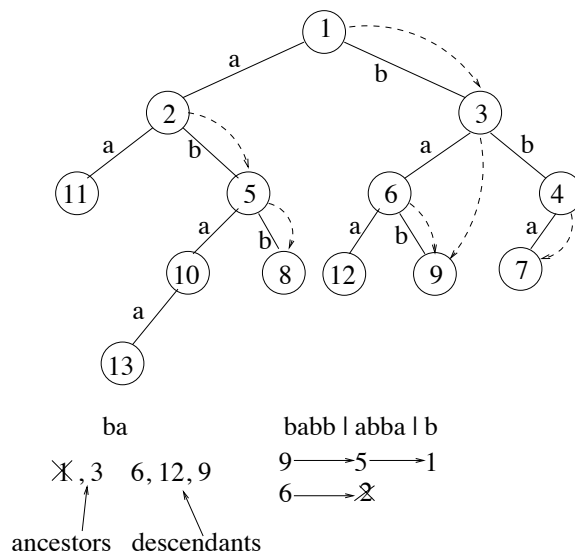 1
a
b
2
3
a
b
a
b
11
5
6
4
a
b
a
b
a
10
8
12
9
7
a
13
ba
babb | abba | b
1 , 3 6, 12, 9
9 5 1
6 2
ancestors descendants